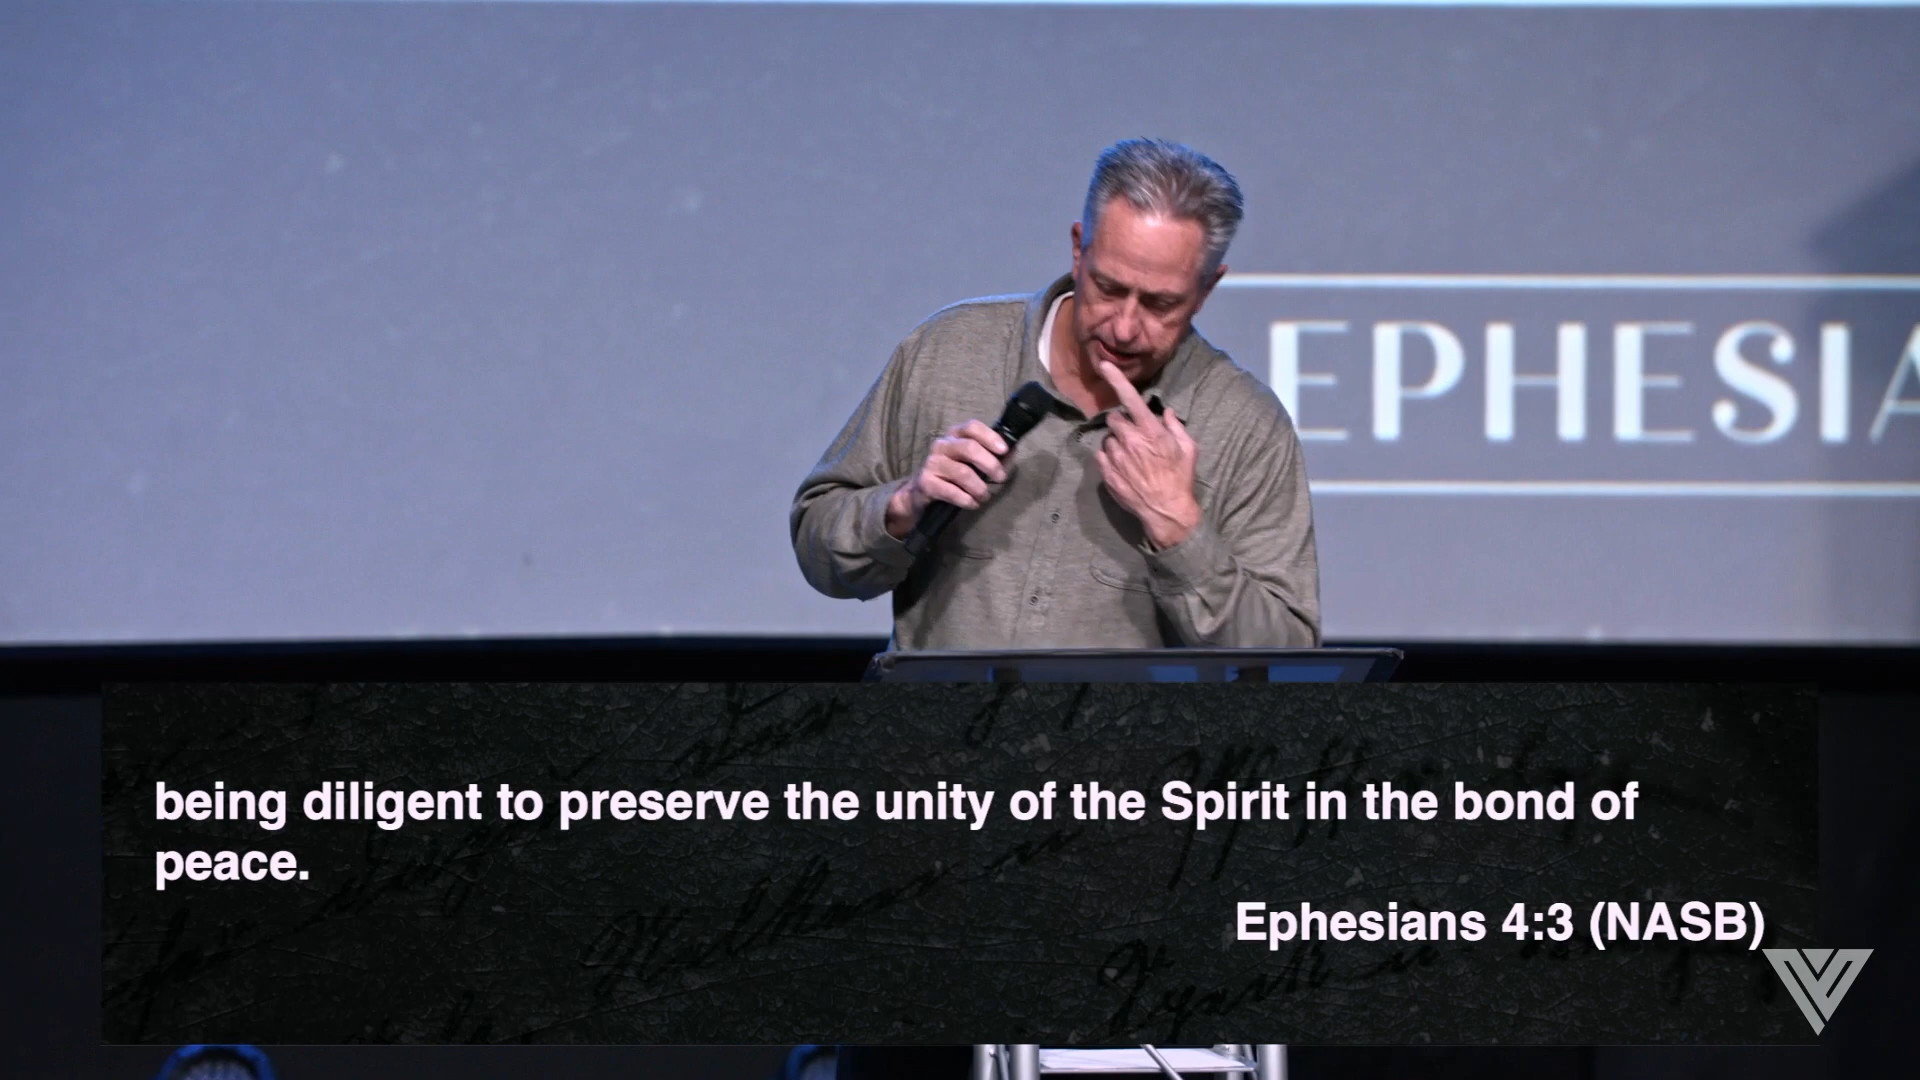 EPHESIA
being diligent to preserve the unity of the Spirit in the bond of
peace.
Ephesians 4:3 (NASB)